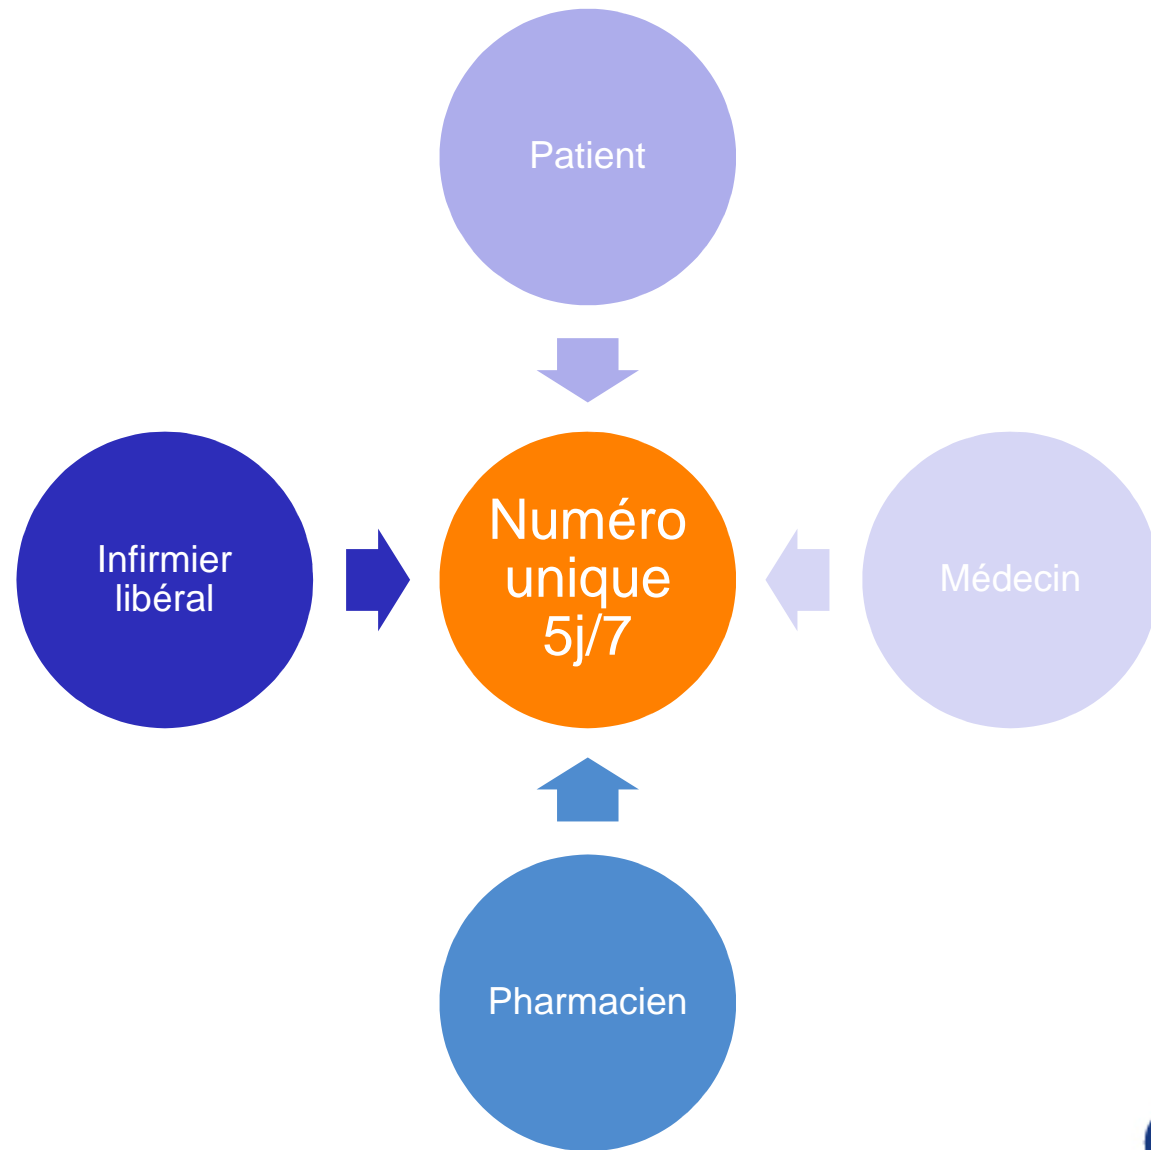 Patient
Infirmier
libéral
Numéro
unique
5j/7
Médecin
Pharmacien